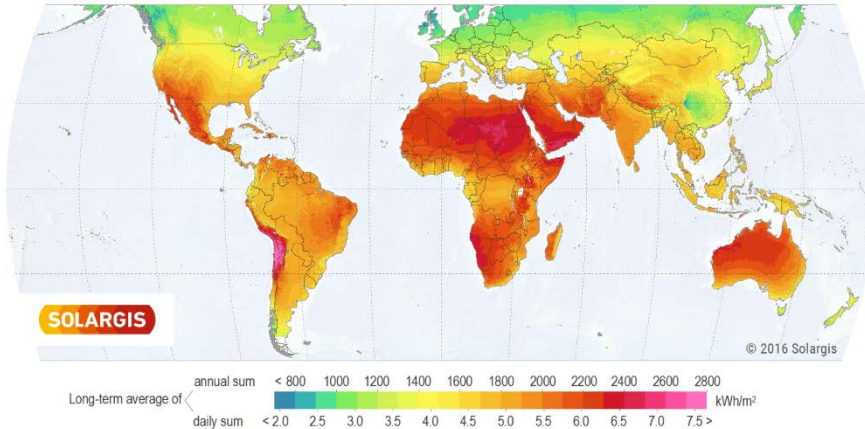 SOLARGIS
© 2016 Solargis
Long-term average of
annual sum < 800 1000 1200 1400 1600 1800 2000 2200 2400 2600 2800
kWh/m²
daily sum < 2.0 2.5 3.0 3.5 4.0 4.5 5.0 5.5 6.0 6.5 7.0 7.5 >